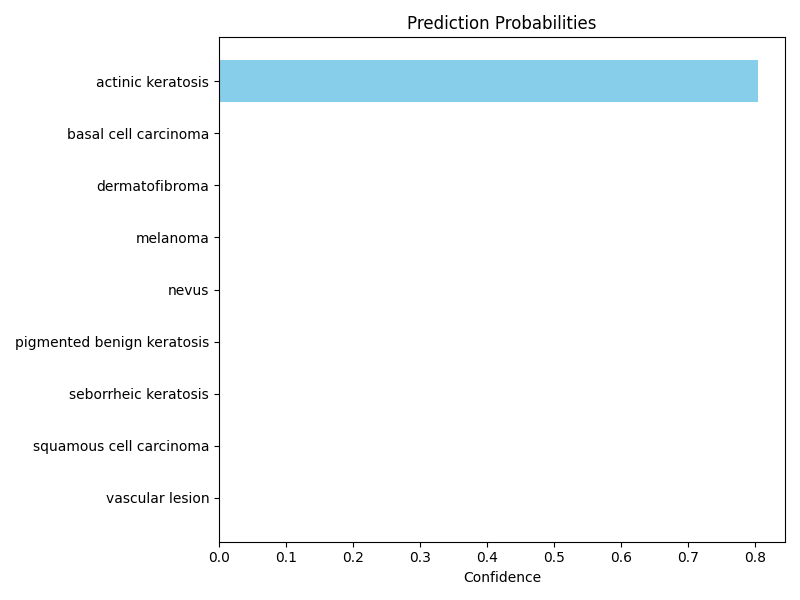 Prediction Probabilities
actinic keratosis
basal cell carcinoma
dermatofibroma
melanoma
nevus
pigmented benign keratosis
seborrheic keratosis
squamous cell carcinoma
vascular lesion
0.0 0.1 0.2 0.3 0.4 0.5 0.6 0.7 0.8
Confidence